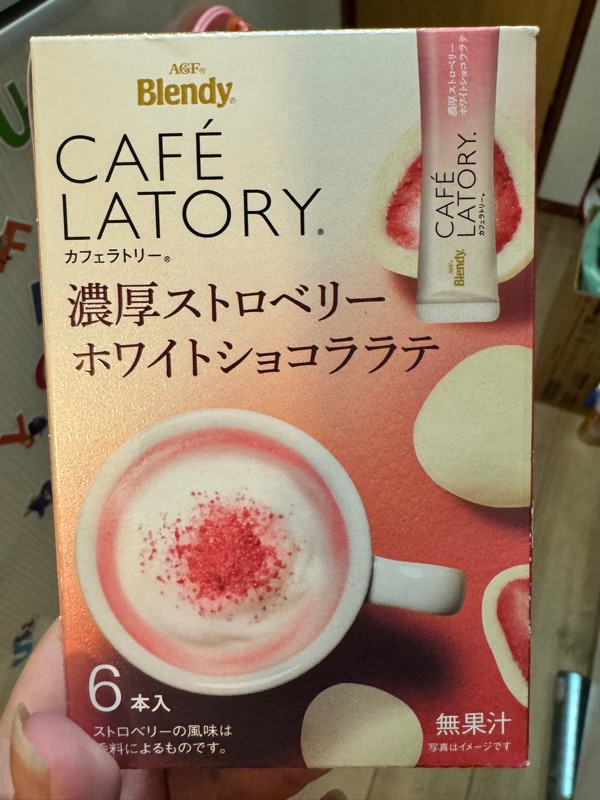 AGF®
Blendy®
CAFÉ
LATORY®
カフェラトリー®
濃厚ストロベリー
ホワイトショコララテ
濃厚ストロベリー
ホワイトショコララテ
CAFÉ
LATORY®
カフェラトリー®
AGF®
Blendy®
6本入
ストロベリーの風味は
香料によるものです。
無果汁
写真はイメージです